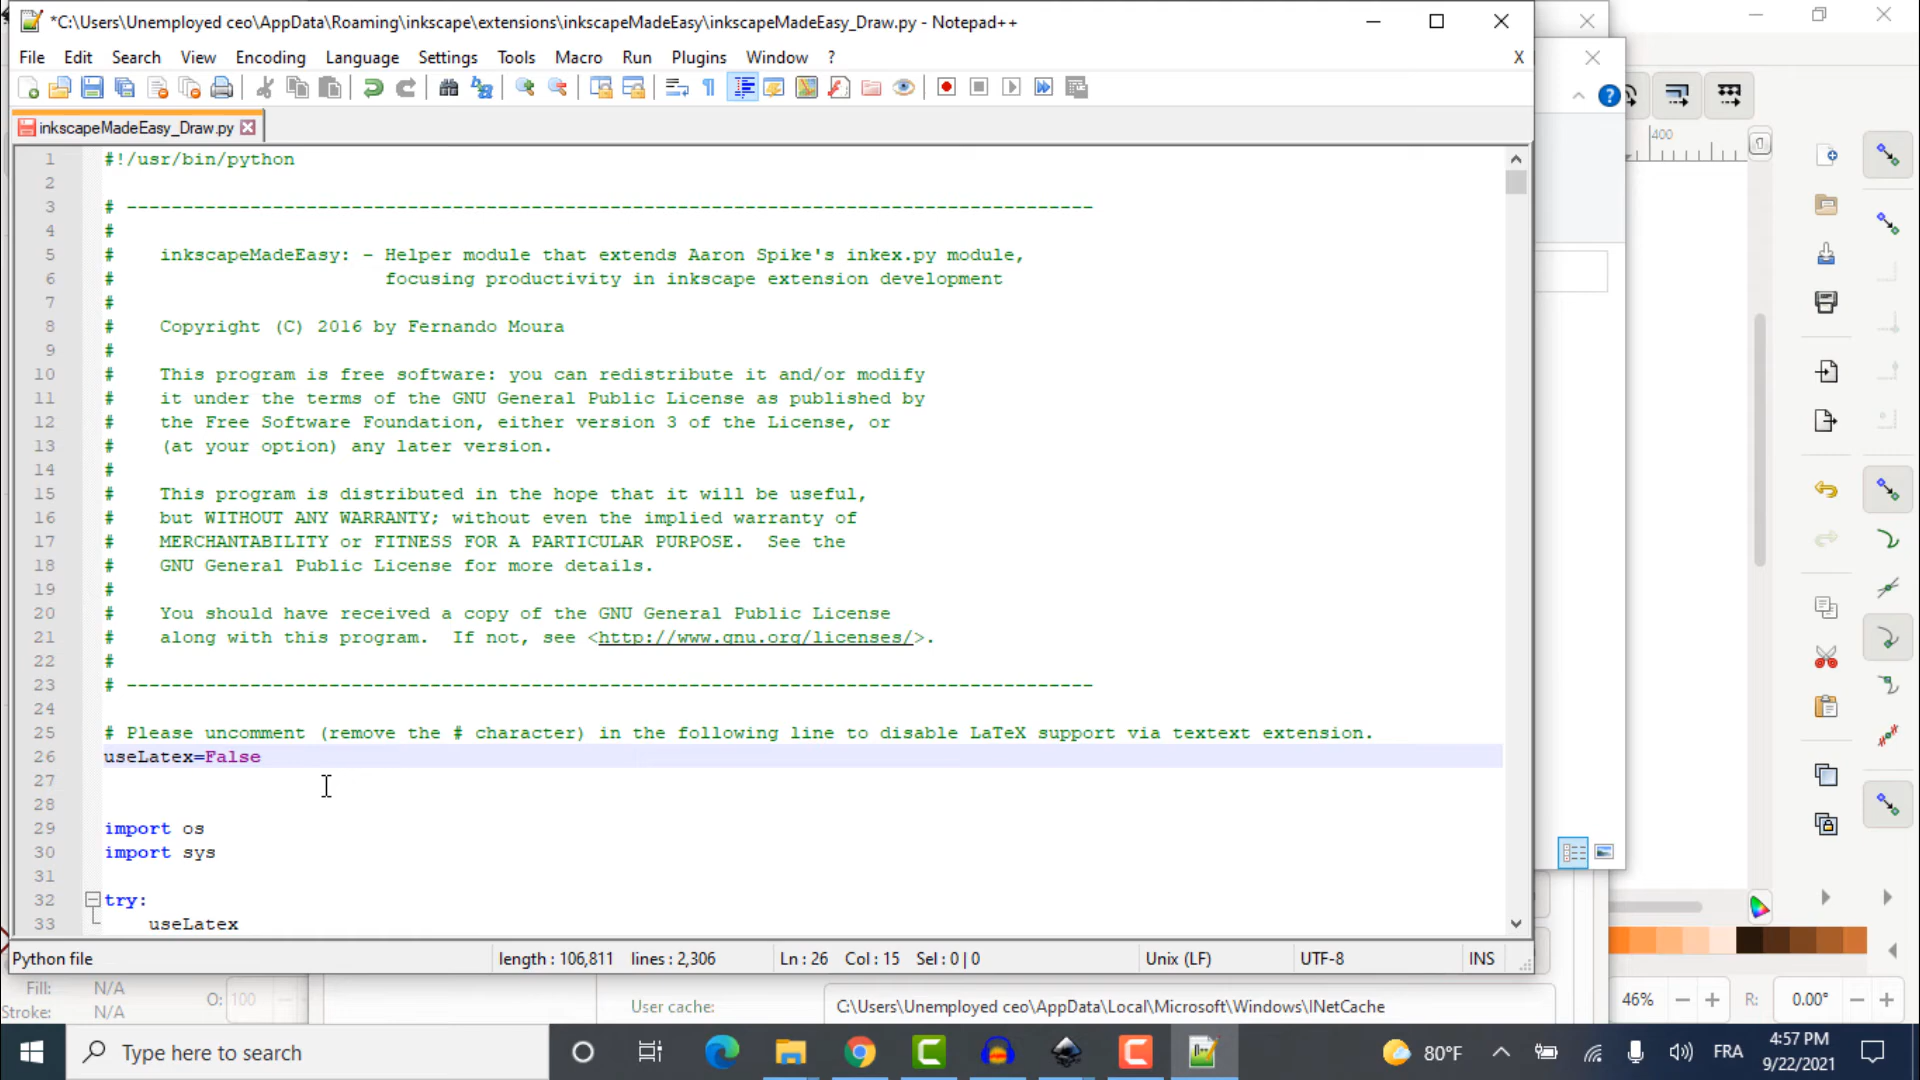 *C:\Users\Unemployed ceo\AppData\Roaming\inkscape\extensions\inkscapeMadeEasy\inkscapeMadeEasy_Draw.py - Notepad++
File Edit Search View Encoding Language Settings Tools Macro Run Plugins Window ?
X
inkscapeMadeEasy_Draw.py
400
1 #!/usr/bin/python
2
3 # --------------------------------------------------------------------------------------
4 #
5 # inkscapeMadeEasy: - Helper module that extends Aaron Spike's inkex.py module,
6 # focusing productivity in inkscape extension development
7 #
8 # Copyright (C) 2016 by Fernando Moura
9 #
10 # This program is free software: you can redistribute it and/or modify
11 # it under the terms of the GNU General Public License as published by
12 # the Free Software Foundation, either version 3 of the License, or
13 # (at your option) any later version.
14 #
15 # This program is distributed in the hope that it will be useful,
16 # but WITHOUT ANY WARRANTY; without even the implied warranty of
17 # MERCHANTABILITY or FITNESS FOR A PARTICULAR PURPOSE.  See the
18 # GNU General Public License for more details.
19 #
20 # You should have received a copy of the GNU General Public License
21 # along with this program.  If not, see <http://www.gnu.org/licenses/>.
22 #
23 # --------------------------------------------------------------------------------------
24
25 # Please uncomment (remove the # character) in the following line to disable LaTeX support via textext extension.
26 useLatex=False
27
28
29 import os
30 import sys
31
32 try:
33 useLatex
Python file length : 106,811 lines : 2,306 Ln : 26 Col : 15 Sel : 0 | 0 Unix (LF) UTF-8 INS
Fill: N/A
Stroke: N/A
O: 100
User cache: C:\Users\Unemployed ceo\AppData\Local\Microsoft\Windows\INetCache
46% R: 0.00°
Type here to search
80°F
FRA
4:57 PM
9/22/2021